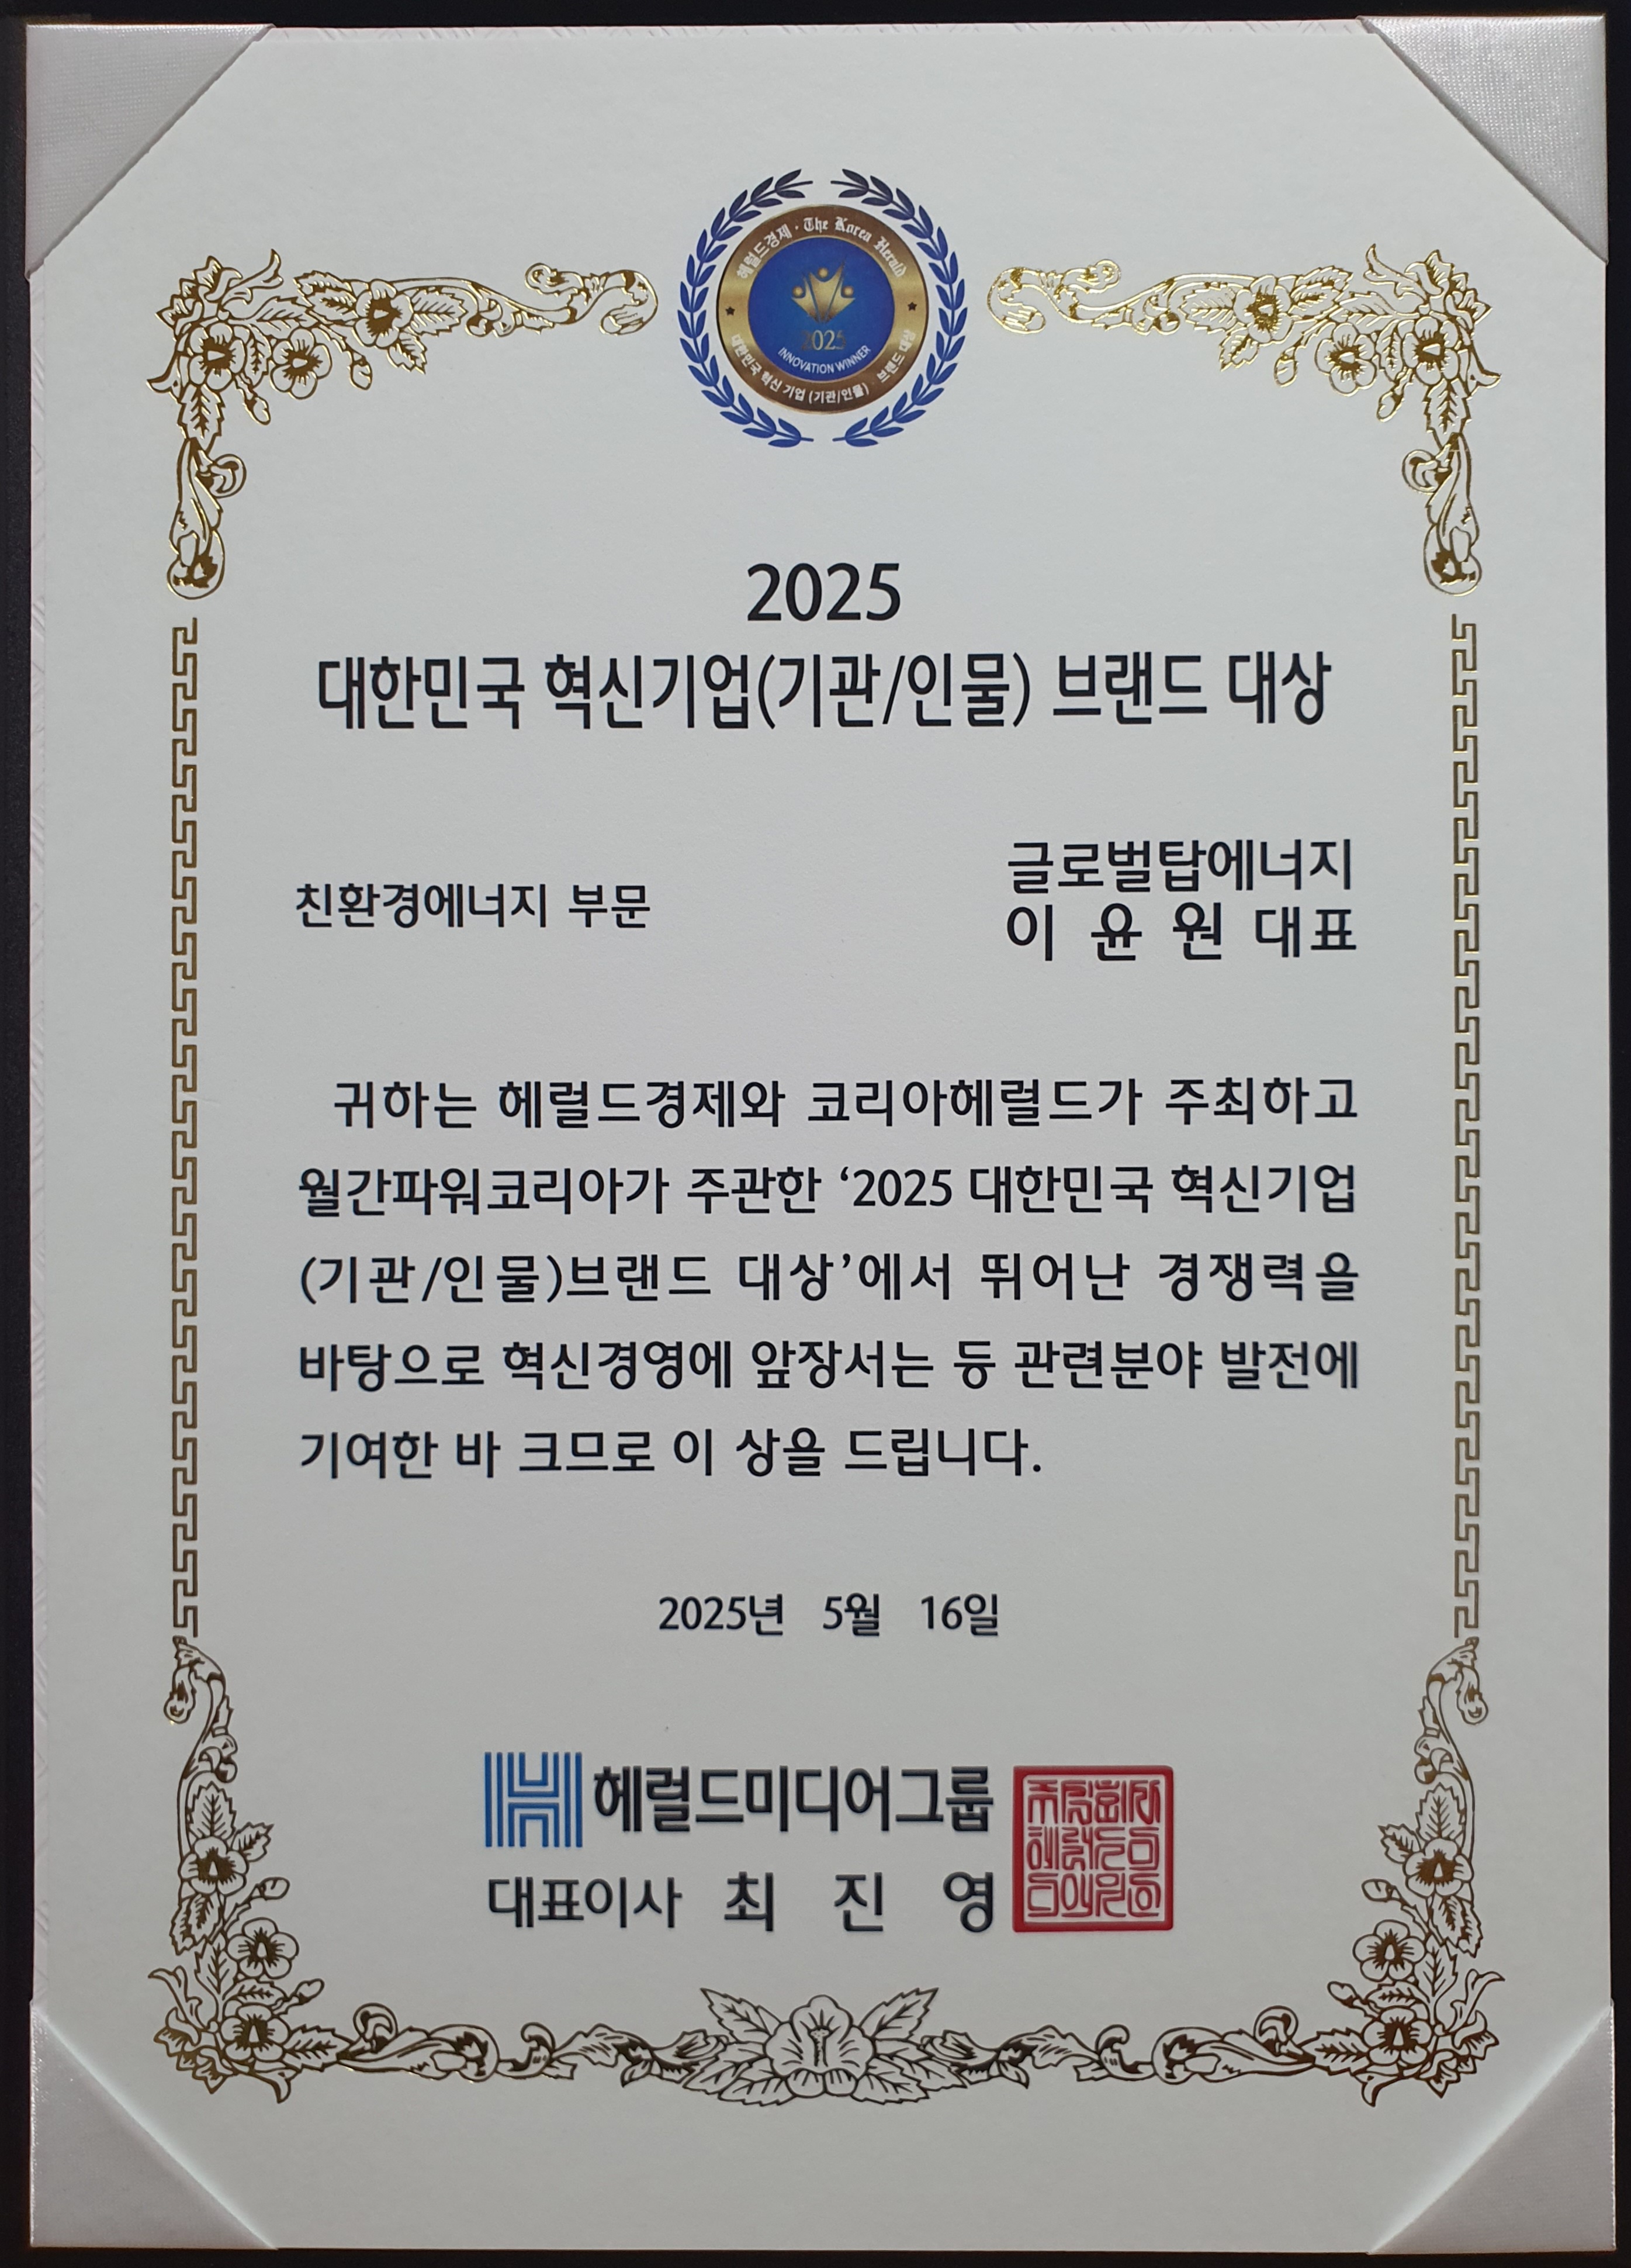 헤럴드경제 · The Korea Herald
2025
INNOVATION WINNER
대한민국 혁신 기업 (기관/인물) 브랜드 대상
2025
대한민국 혁신기업(기관/인물) 브랜드 대상
친환경에너지 부문
글로벌탑에너지
이 윤 원 대표
귀하는 헤럴드경제와 코리아헤럴드가 주최하고
월간파워코리아가 주관한 ‘2025 대한민국 혁신기업
(기관/인물)브랜드 대상’에서 뛰어난 경쟁력을
바탕으로 혁신경영에 앞장서는 등 관련분야 발전에
기여한 바 크므로 이 상을 드립니다.
2025년 5월 16일
헤럴드미디어그룹
대표이사 최 진 영